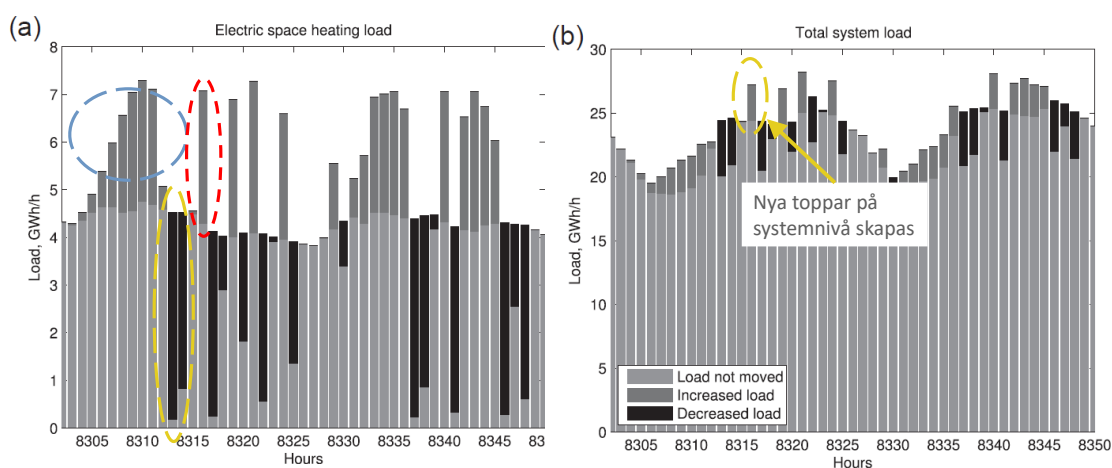 (a)
Electric space heating load
8
7
6
5
4
3
2
1
0
Load, GWh/h
8305 8310 8315 8320 8325 8330 8335 8340 8345 83
Hours
(b)
Total system load
30
25
20
15
10
5
0
Load, GWh/h
Nya toppar på
systemnivå skapas
Load not moved
Increased load
Decreased load
8305 8310 8315 8320 8325 8330 8335 8340 8345 8350
Hours